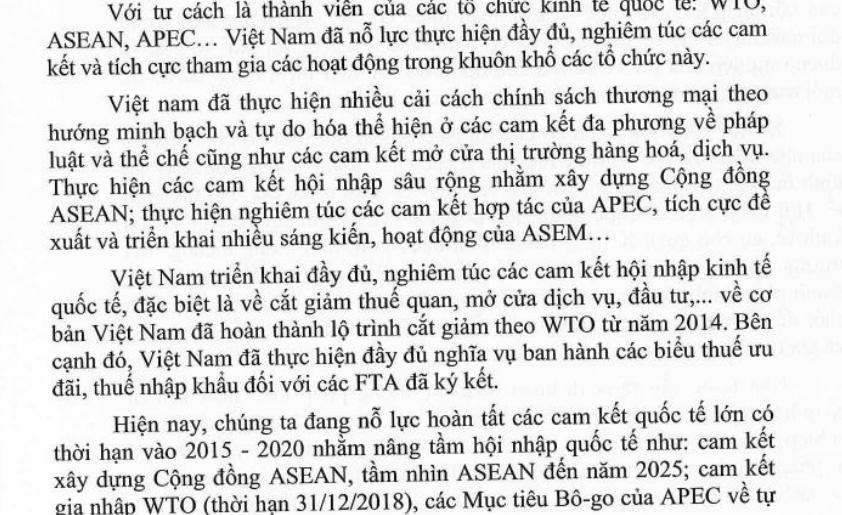 Với tư cách là thành viên của các tổ chức kinh tế quốc tế: WTO,
ASEAN, APEC... Việt Nam đã nỗ lực thực hiện đầy đủ, nghiêm túc các cam
kết và tích cực tham gia các hoạt động trong khuôn khổ các tổ chức này.
Việt nam đã thực hiện nhiều cải cách chính sách thương mại theo
hướng minh bạch và tự do hóa thể hiện ở các cam kết đa phương về pháp
luật và thể chế cũng như các cam kết mở cửa thị trường hàng hoá, dịch vụ.
Thực hiện các cam kết hội nhập sâu rộng nhằm xây dựng Cộng đồng
ASEAN; thực hiện nghiêm túc các cam kết hợp tác của APEC, tích cực đề
xuất và triển khai nhiều sáng kiến, hoạt động của ASEM...
Việt Nam triển khai đầy đủ, nghiêm túc các cam kết hội nhập kinh tế
quốc tế, đặc biệt là về cắt giảm thuế quan, mở cửa dịch vụ, đầu tư,... về cơ
bản Việt Nam đã hoàn thành lộ trình cắt giảm theo WTO từ năm 2014. Bên
cạnh đó, Việt Nam đã thực hiện đầy đủ nghĩa vụ ban hành các biểu thuế ưu
đãi, thuế nhập khẩu đối với các FTA đã ký kết.
Hiện nay, chúng ta đang nỗ lực hoàn tất các cam kết quốc tế lớn có
thời hạn vào 2015 - 2020 nhằm nâng tầm hội nhập quốc tế như: cam kết
xây dựng Cộng đồng ASEAN, tầm nhìn ASEAN đến năm 2025; cam kết
gia nhập WTO (thời hạn 31/12/2018), các Mục tiêu Bô-go của APEC về tự